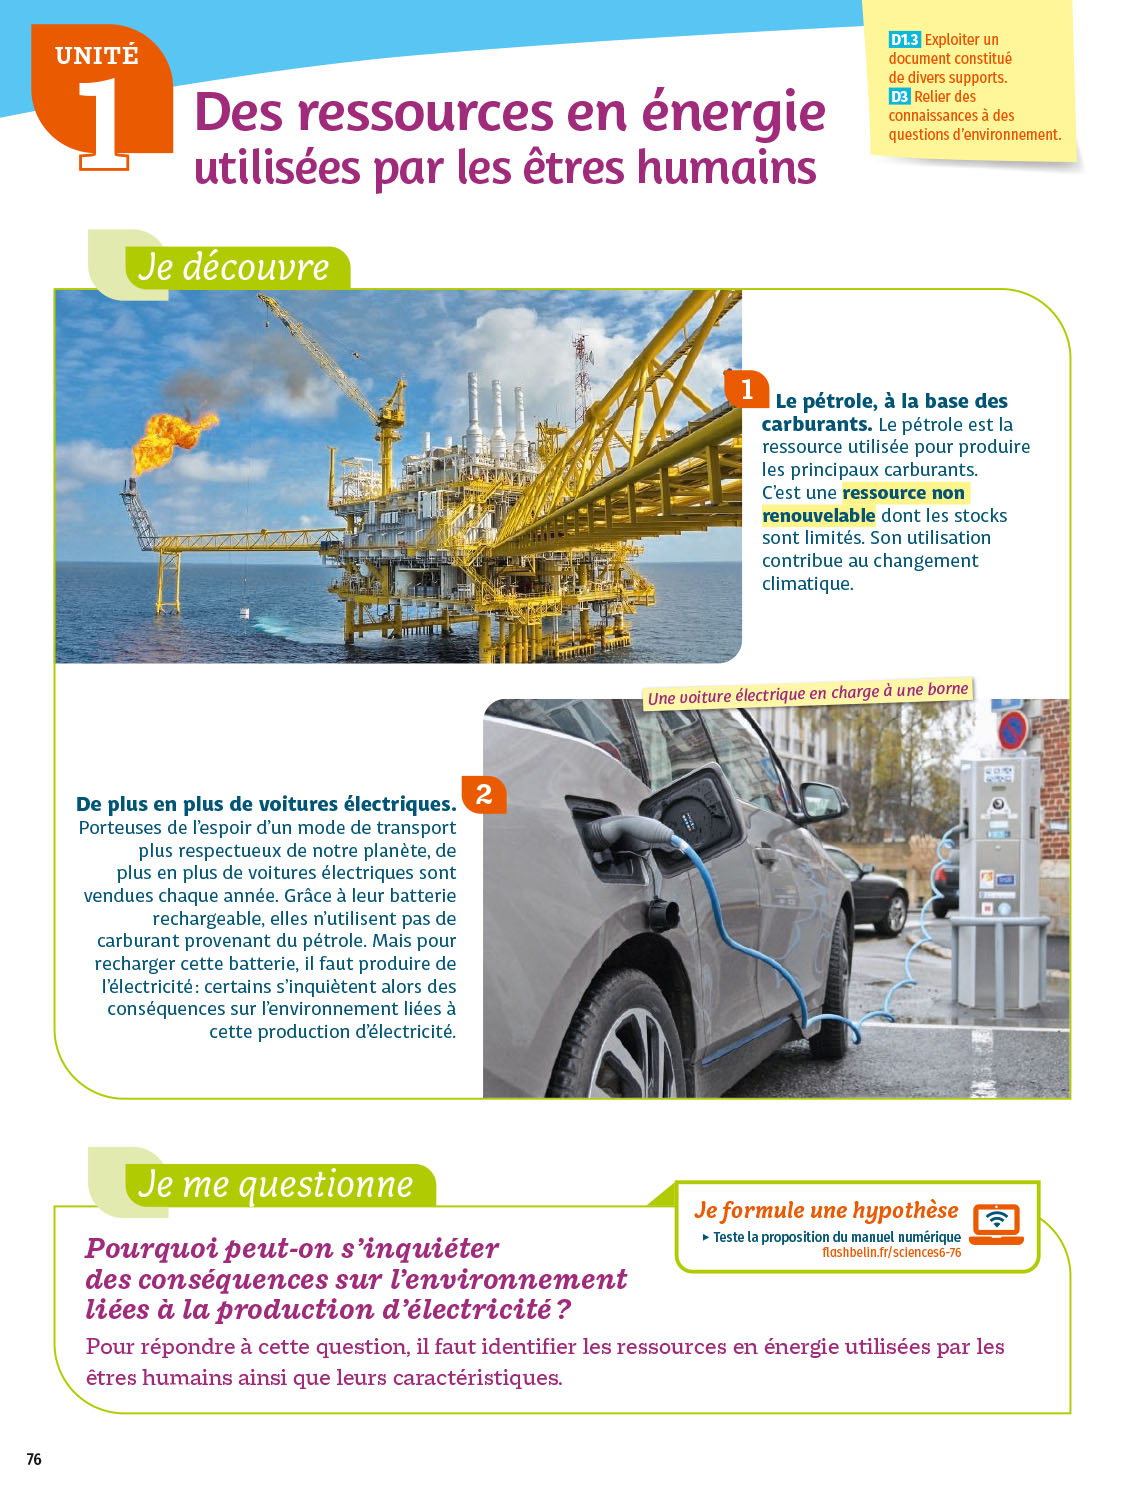 UNITÉ
1
Des ressources en énergie
utilisées par les êtres humains
D1.3 Exploiter un
document constitué
de divers supports.
D3 Relier des
connaissances à des
questions d'environnement.
Je découvre
1
Le pétrole, à la base des
carburants. Le pétrole est la
ressource utilisée pour produire
les principaux carburants.
C'est une ressource non
renouvelable dont les stocks
sont limités. Son utilisation
contribue au changement
climatique.
Une voiture électrique en charge à une borne
2
De plus en plus de voitures électriques.
Porteuses de l'espoir d'un mode de transport
plus respectueux de notre planète, de
plus en plus de voitures électriques sont
vendues chaque année. Grâce à leur batterie
rechargeable, elles n'utilisent pas de
carburant provenant du pétrole. Mais pour
recharger cette batterie, il faut produire de
l'électricité : certains s'inquiètent alors des
conséquences sur l'environnement liées à
cette production d'électricité.
Je me questionne
Pourquoi peut-on s'inquiéter
des conséquences sur l'environnement
liées à la production d'électricité ?
Pour répondre à cette question, il faut identifier les ressources en énergie utilisées par les
êtres humains ainsi que leurs caractéristiques.
Je formule une hypothèse
▸ Teste la proposition du manuel numérique
flashbelin.fr/sciences6-76
76